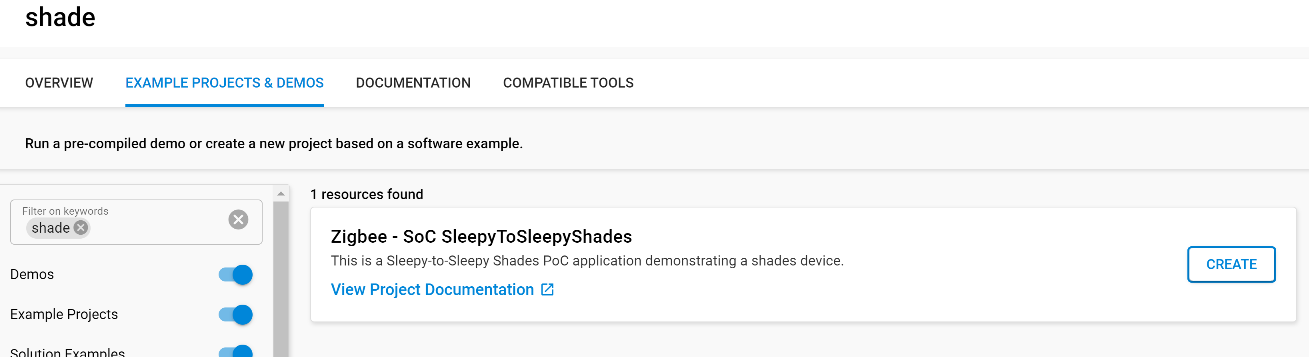 shade
OVERVIEW EXAMPLE PROJECTS & DEMOS DOCUMENTATION COMPATIBLE TOOLS
Run a pre-compiled demo or create a new project based on a software example.
Filter on keywords
shade
Demos
Example Projects
Solution Examples
1 resources found
Zigbee - SoC SleepyToSleepyShades
This is a Sleepy-to-Sleepy Shades PoC application demonstrating a shades device.
View Project Documentation
CREATE